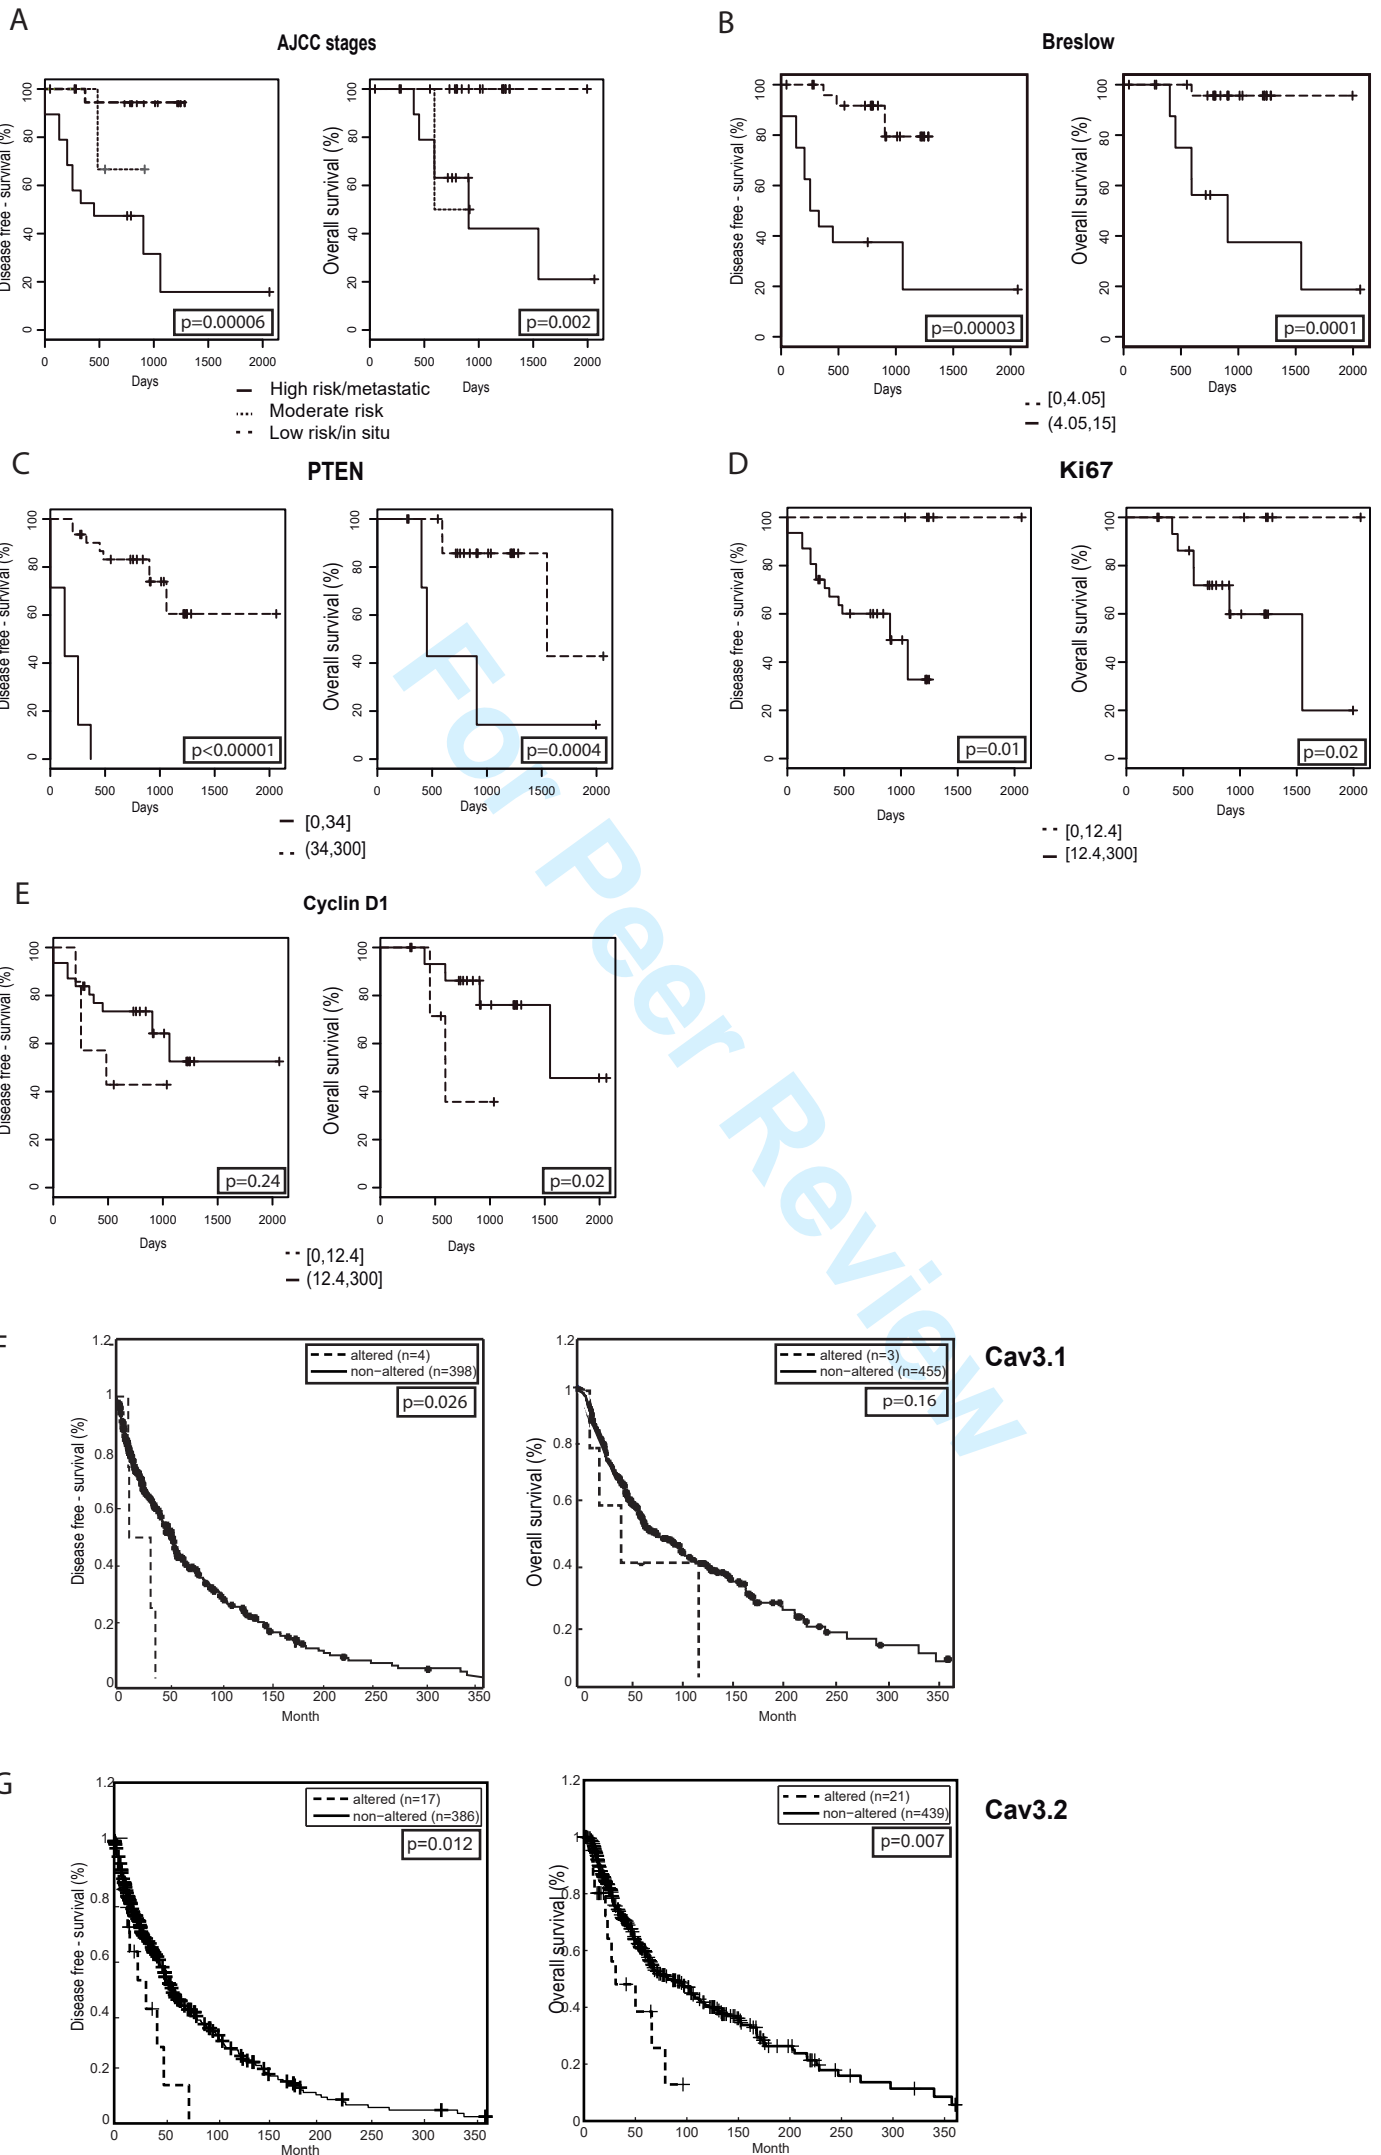 A
AJCC stages
Disease free - survival (%)
0 20 40 60 80 100
p=0.00006
0 500 1000 1500 2000
Days
Overall survival (%)
0 20 40 60 80 100
p=0.002
0 500 1000 1500 2000
Days
High risk/metastatic
Moderate risk
Low risk/in situ
B
Breslow
Disease free - survival (%)
0 20 40 60 80 100
p=0.00003
0 500 1000 1500 2000
Days
Overall survival (%)
0 20 40 60 80 100
p=0.0001
0 500 1000 1500 2000
Days
[0,4.05]
(4.05,15]
C
PTEN
Disease free - survival (%)
0 20 40 60 80 100
p<0.00001
0 500 1000 1500 2000
Days
Overall survival (%)
0 20 40 60 80 100
p=0.0004
0 500 1000 1500 2000
Days
[0,34]
(34,300]
D
Ki67
Disease free - survival (%)
0 20 40 60 80 100
p=0.01
0 500 1000 1500 2000
Days
Overall survival (%)
0 20 40 60 80 100
p=0.02
0 500 1000 1500 2000
Days
[0,12.4]
[12.4,300]
E
Cyclin D1
Disease free - survival (%)
0 20 40 60 80 100
p=0.24
0 500 1000 1500 2000
Days
Overall survival (%)
0 20 40 60 80 100
p=0.02
0 500 1000 1500 2000
Days
[0,12.4]
(12.4,300]
For Peer Review
Cav3.1
Disease free - survival (%)
1.2
1
0.8
0.6
0.4
0.2
0
altered (n=4)
non-altered (n=398)
p=0.026
0 50 100 150 200 250 300 350
Month
Overall survival (%)
1.2
1
0.8
0.6
0.4
0.2
0
altered (n=3)
non-altered (n=455)
p=0.16
0 50 100 150 200 250 300 350
Month
G
Cav3.2
Disease free - survival (%)
1.2
1
0.8
0.6
0.4
0.2
0
altered (n=17)
non-altered (n=386)
p=0.012
0 50 100 150 200 250 300 350
Month
Overall survival (%)
1.2
1
0.8
0.6
0.4
0.2
0
altered (n=21)
non-altered (n=439)
p=0.007
0 50 100 150 200 250 300 350
Month